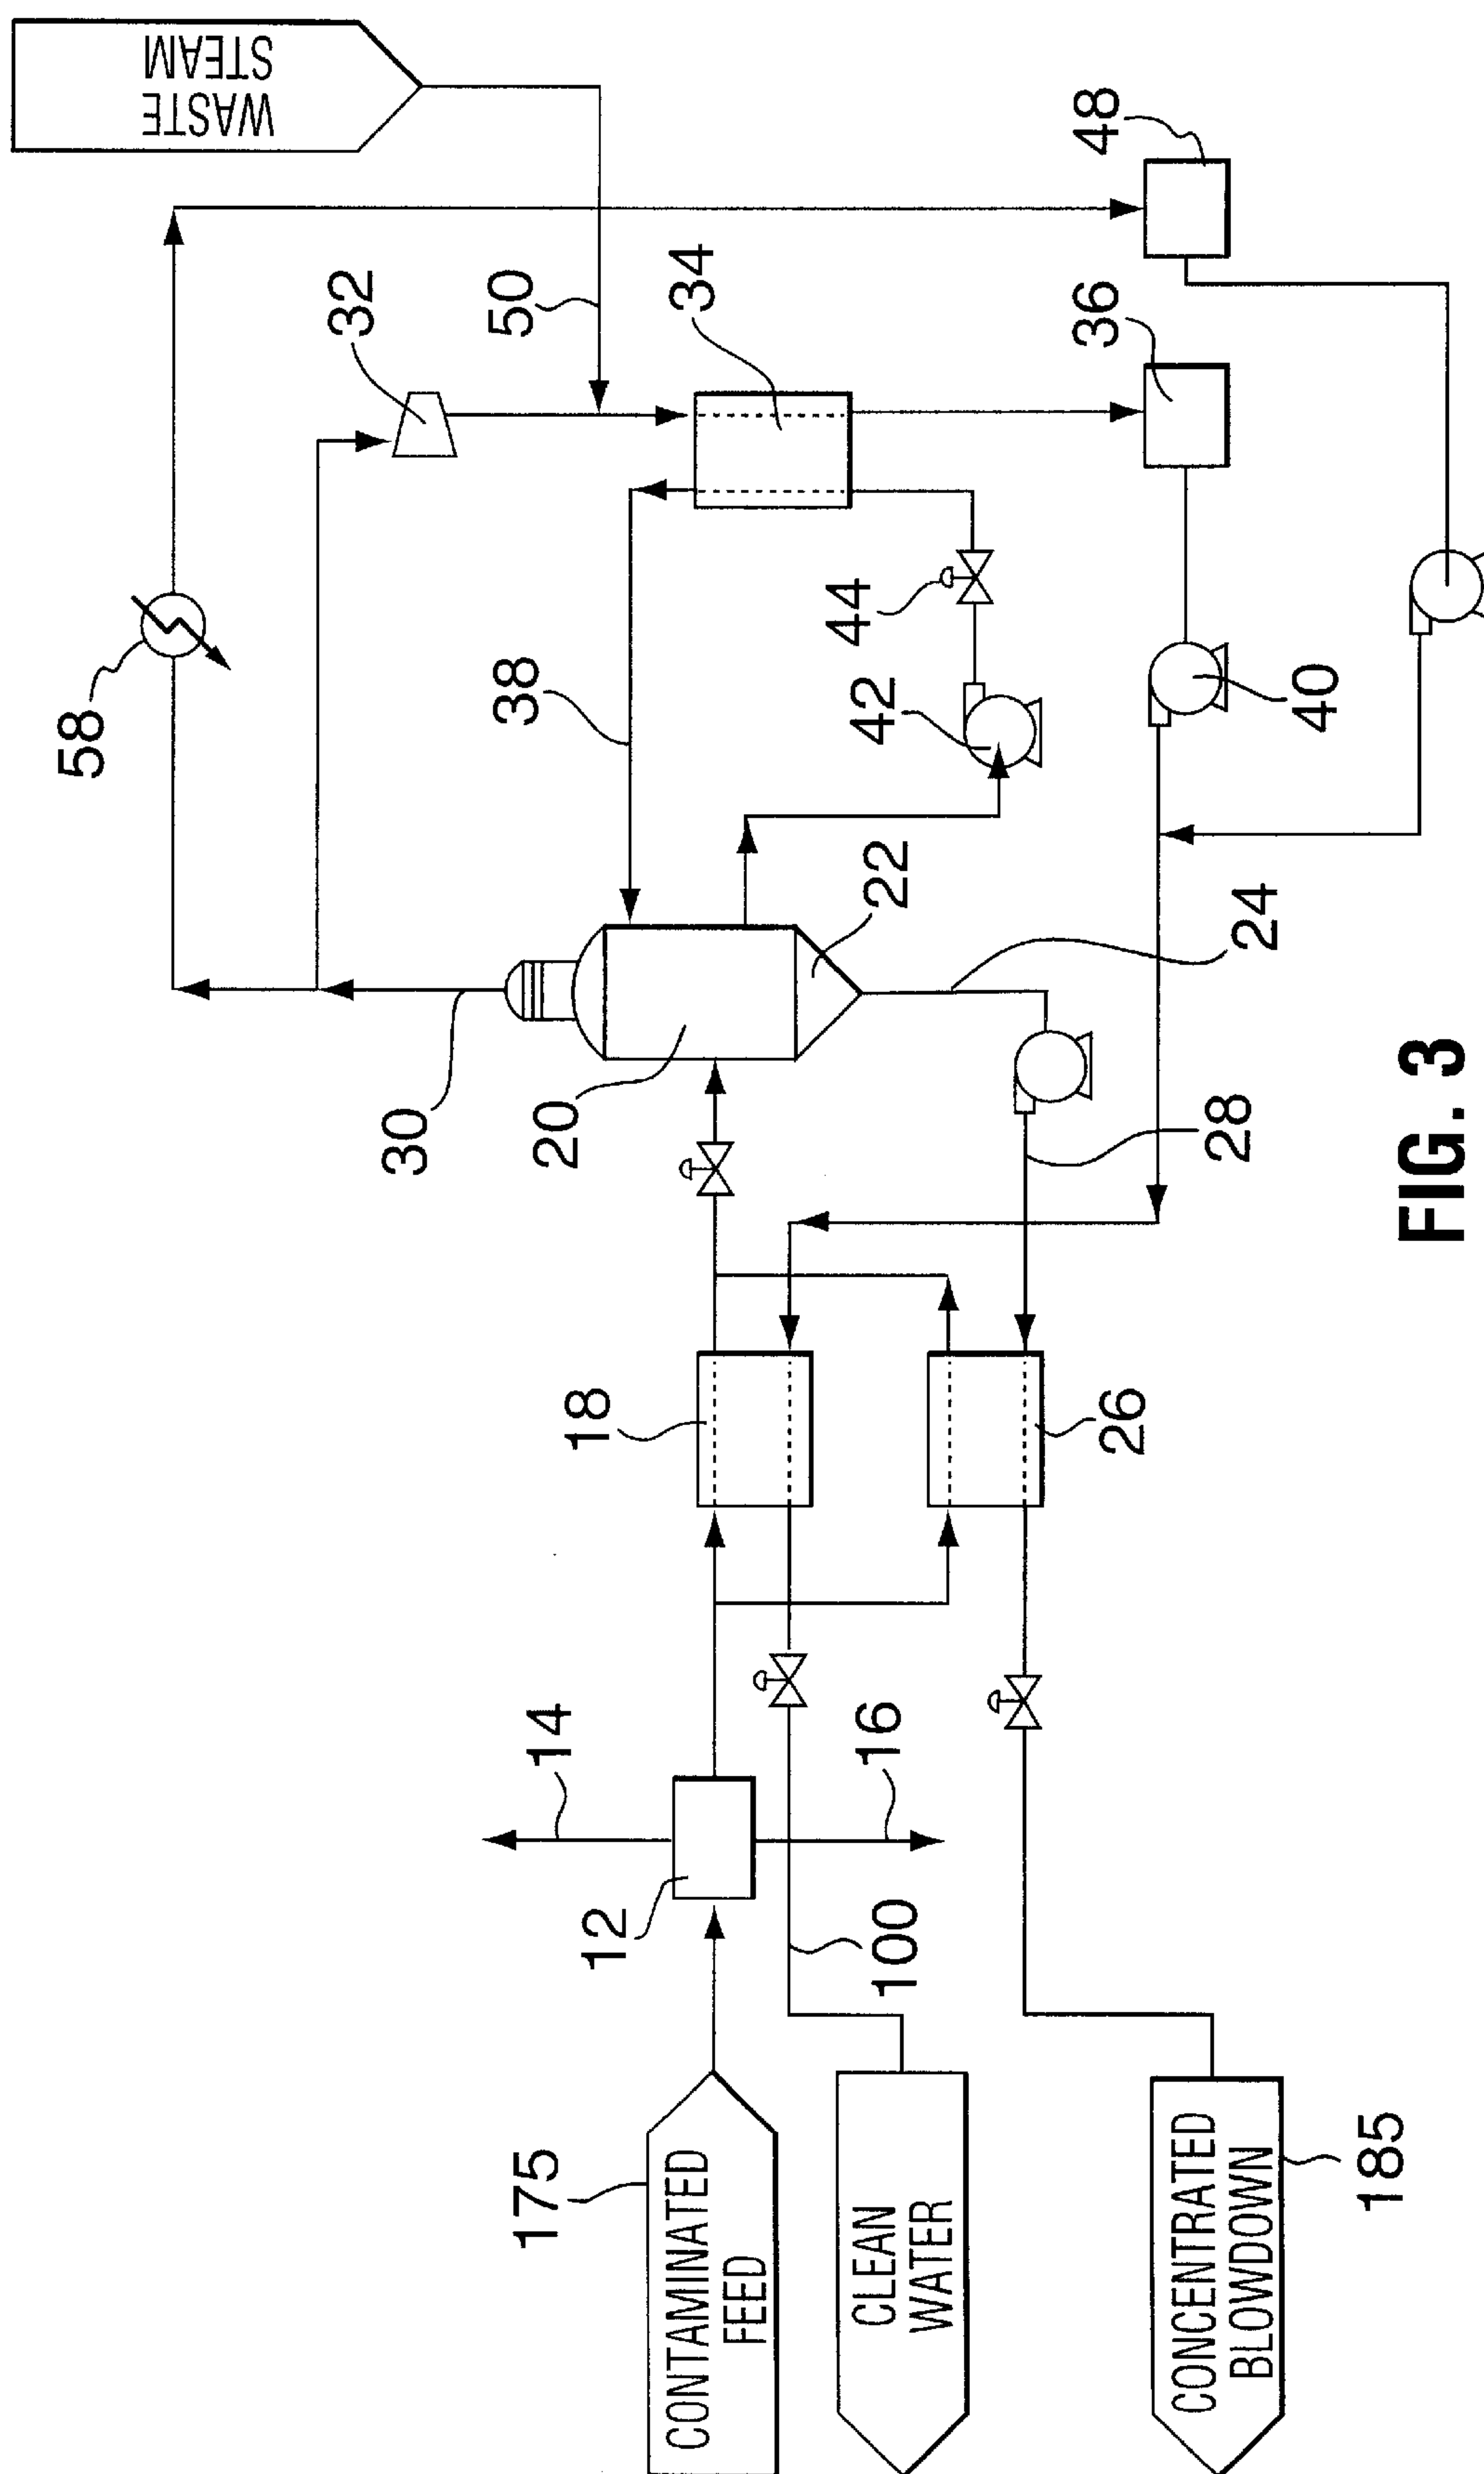 WASTE
STEAM
58
32
50
34
48
36
38
44
42
40
30
20
22
24
28
18
26
14
12
16
100
175
CONTAMINATED
FEED
CLEAN
WATER
CONCENTRATED
BLOWDOWN
185
FIG. 3